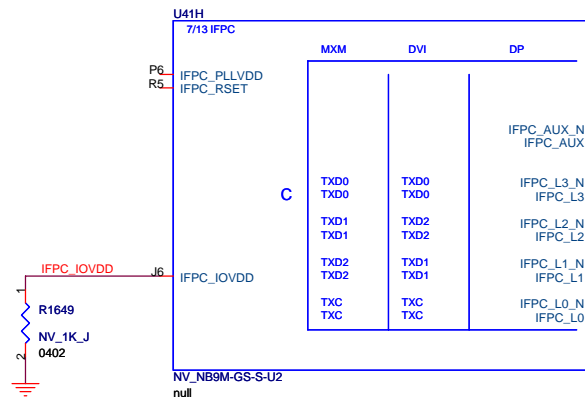 U41H
7/13 IFPC
MXM DVI DP
P6 IFPC_PLLVDD
R5 IFPC_RSET
IFPC_AUX_N
IFPC_AUX
C
TXD0 TXD0 IFPC_L3_N
TXD0 TXD0 IFPC_L3
TXD1 TXD2 IFPC_L2_N
TXD1 TXD2 IFPC_L2
TXD2 TXD1 IFPC_L1_N
TXD2 TXD1 IFPC_L1
TXC TXC IFPC_L0_N
TXC TXC IFPC_L0
IFPC_IOVDD J6 IFPC_IOVDD
1
R1649
NV_1K_J
0402
2
NV_NB9M-GS-S-U2
null